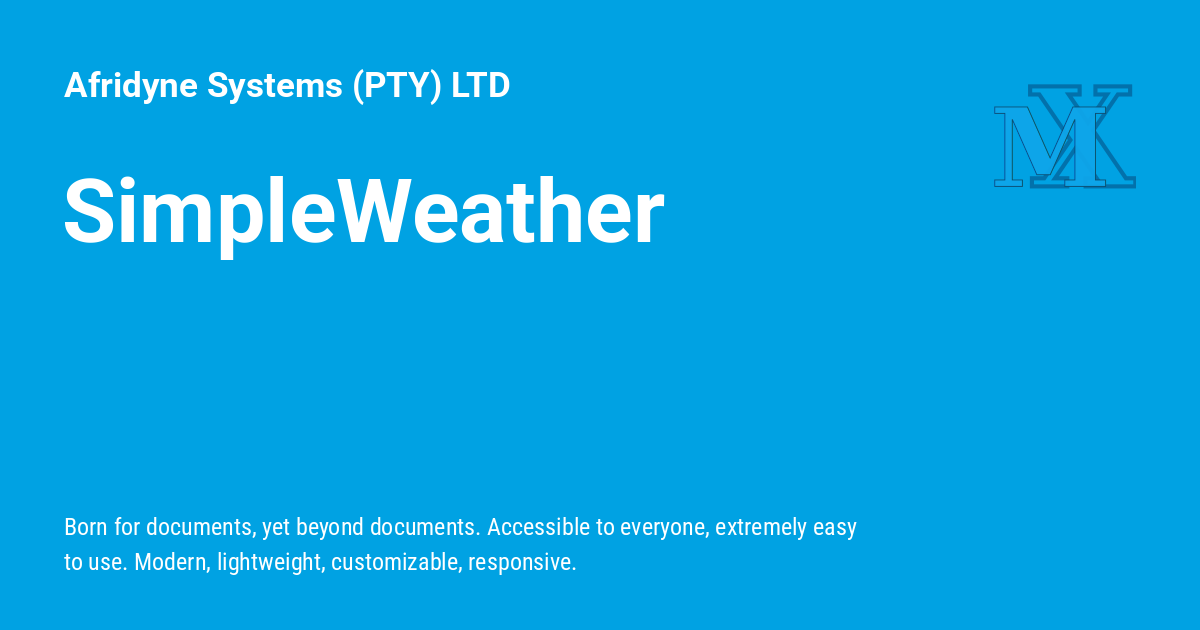 Afridyne Systems (PTY) LTD
MX
SimpleWeather
Born for documents, yet beyond documents. Accessible to everyone, extremely easy
to use. Modern, lightweight, customizable, responsive.